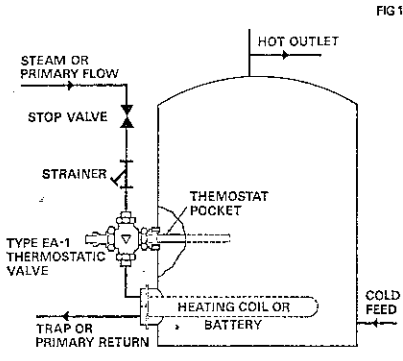 FIG 1
HOT OUTLET
STEAM OR
PRIMARY FLOW
STOP VALVE
STRAINER
THEMOSTAT
POCKET
TYPE EA-1
THERMOSTATIC
VALVE
HEATING COIL OR
BATTERY
COLD
FEED
TRAP OR
PRIMARY RETURN